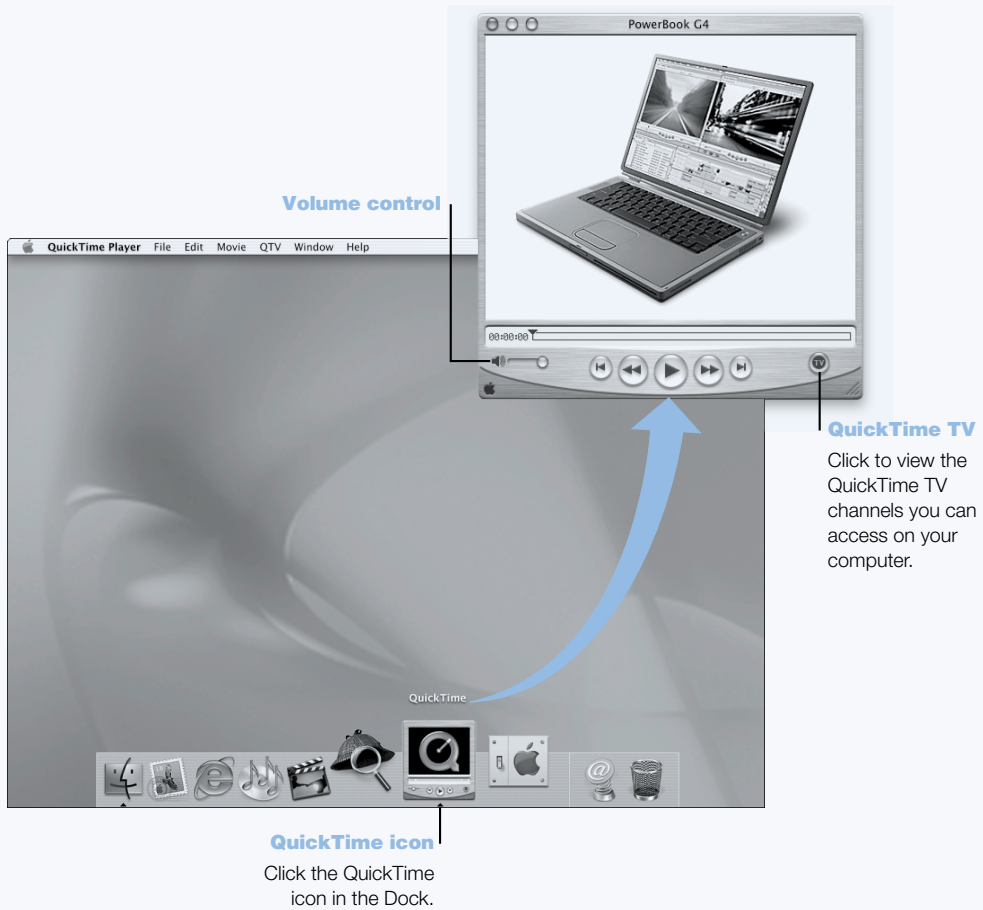 PowerBook G4
Volume control
QuickTime Player File Edit Movie QTV Window Help
00:00:00
TV
QuickTime TV
Click to view the
QuickTime TV
channels you can
access on your
computer.
QuickTime
@
QuickTime icon
Click the QuickTime
icon in the Dock.